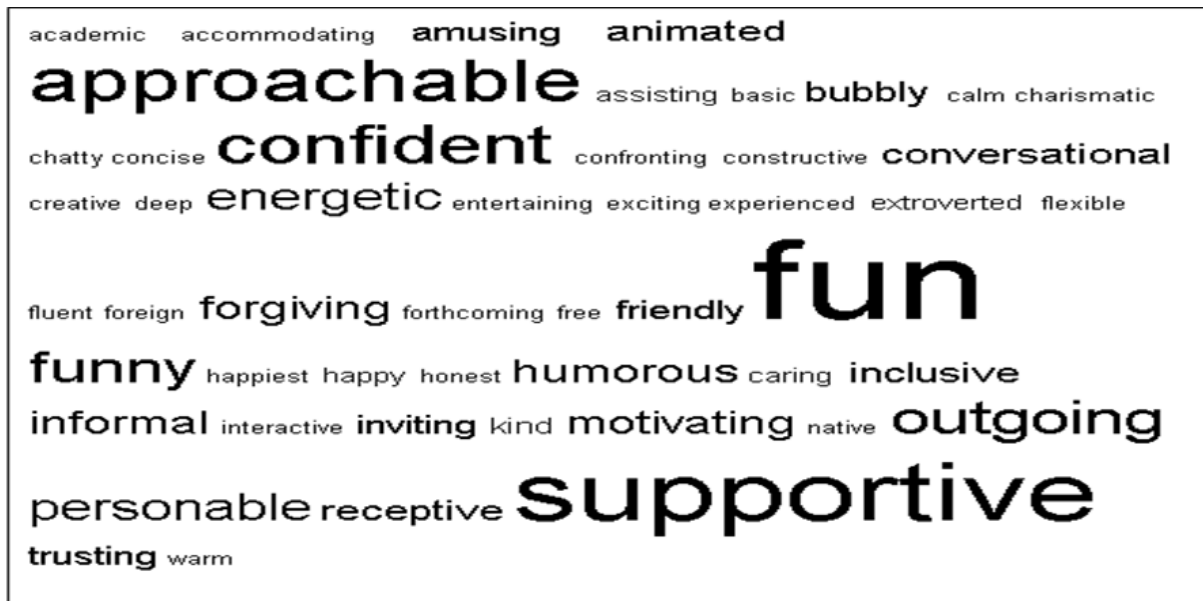 academic accommodating amusing animated
approachable assisting basic bubbly calm charismatic
chatty concise confident confronting constructive conversational
creative deep energetic entertaining exciting experienced extroverted flexible
fluent foreign forgiving forthcoming free friendly fun
funny happiest happy honest humorous caring inclusive
informal interactive inviting kind motivating native outgoing
personable receptive supportive
trusting warm